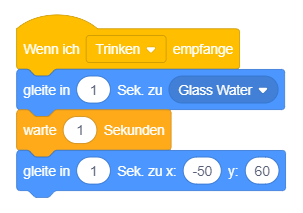 Wenn ich Trinken empfange
gleite in 1 Sek. zu Glass Water
warte 1 Sekunden
gleite in 1 Sek. zu x: -50 y: 60